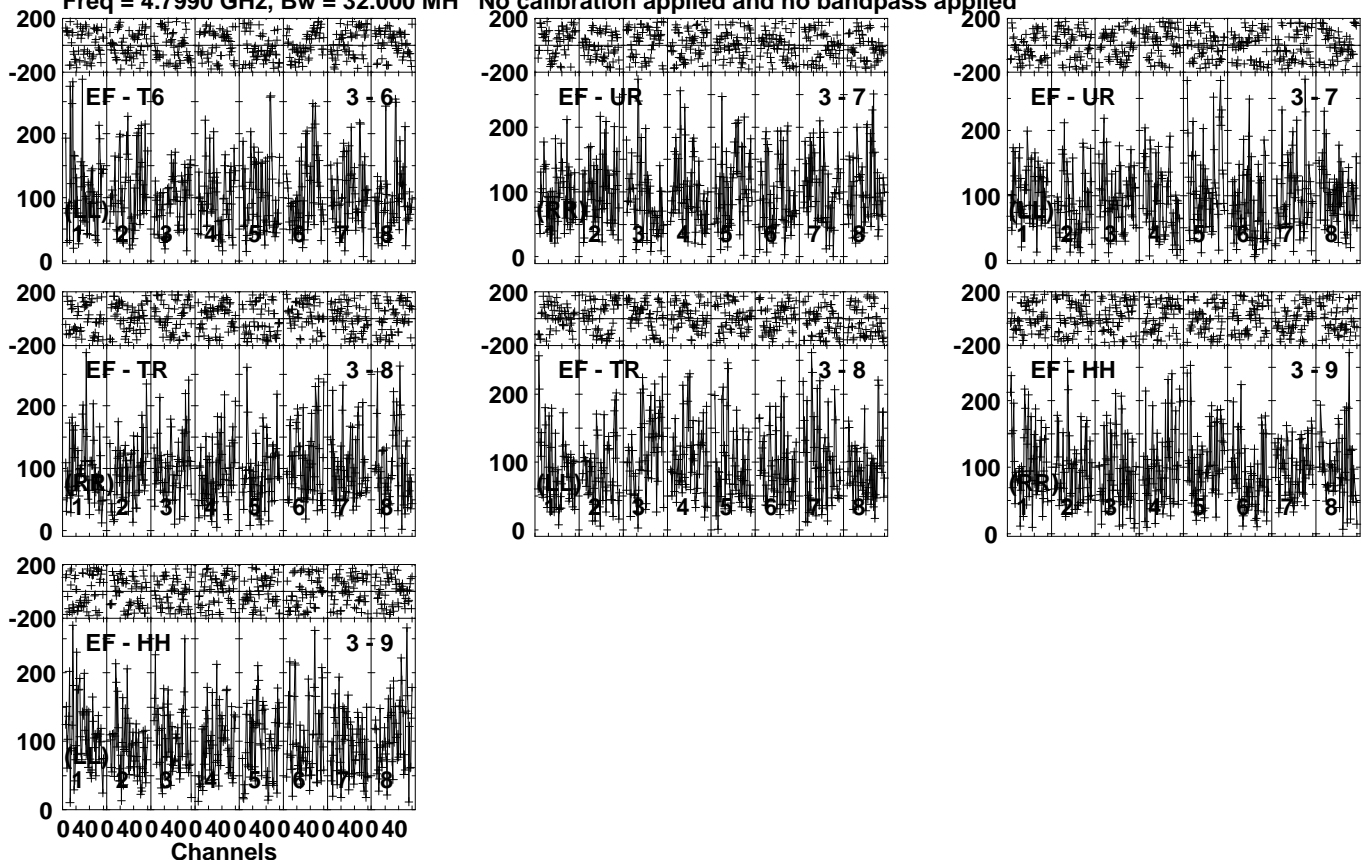 Freq = 4.7990 GHz, Bw = 32.000 MH No calibration applied and no bandpass applied
200 200 200
-200 -200 -200
EF - T6 3 - 6 EF - UR 3 - 7 EF - UR 3 - 7
200 200 200
100 100 100
(LL) (RR) (LL)
1 2 3 4 5 6 7 8 1 2 3 4 5 6 7 8 1 2 3 4 5 6 7 8
0 0 0
200 200 200
-200 -200 -200
EF - TR 3 - 8 EF - TR 3 - 8 EF - HH 3 - 9
200 200 200
100 100 100
(RR) (LL) (RR)
1 2 3 4 5 6 7 8 1 2 3 4 5 6 7 8 1 2 3 4 5 6 7 8
0 0 0
200
-200
EF - HH 3 - 9
200
100
(LL)
1 2 3 4 5 6 7 8
0
0 40 0 40 0 40 0 40 0 40 0 40 0 40 0 40
Channels